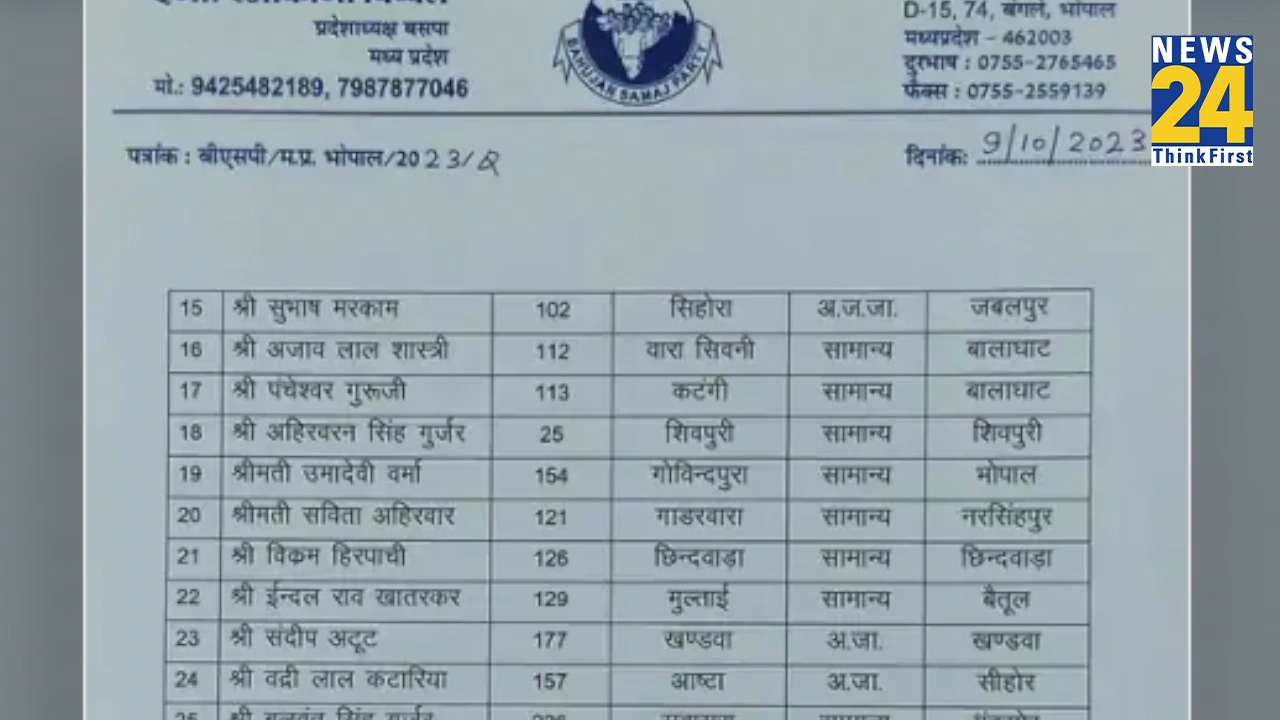 प्रदेशाध्यक्ष बसपा
मध्य प्रदेश
मो.: 9425482189, 7987877046
BAHUJAN SAMAJ PARTY
D-15, 74, बंगले, भोपाल
मध्यप्रदेश - 462003
दुरभाष : 0755-2765465
फैक्स : 0755-2559139
NEWS
24
ThinkFirst
पत्रांक : बीएसपी/म.प्र. भोपाल/2023/
दिनांक: 9/10/2023
15 श्री सुभाष मरकाम 102 सिहोरा अ.ज.जा. जबलपुर
16 श्री अजाव लाल शास्त्री 112 वारा सिवनी सामान्य बालाघाट
17 श्री पंचेश्वर गुरूजी 113 कटंगी सामान्य बालाघाट
18 श्री अहिरवरन सिंह गुर्जर 25 शिवपुरी सामान्य शिवपुरी
19 श्रीमती उमादेवी वर्मा 154 गोविन्दपुरा सामान्य भोपाल
20 श्रीमती सविता अहिरवार 121 गाडरवारा सामान्य नरसिंहपुर
21 श्री विक्रम हिरपाची 126 छिन्दवाड़ा सामान्य छिन्दवाड़ा
22 श्री ईन्दल राव खातरकर 129 मुल्ताई सामान्य बैतूल
23 श्री संदीप अटूट 177 खण्डवा अ.जा. खण्डवा
24 श्री वद्री लाल कटारिया 157 आष्टा अ.जा. सीहोर